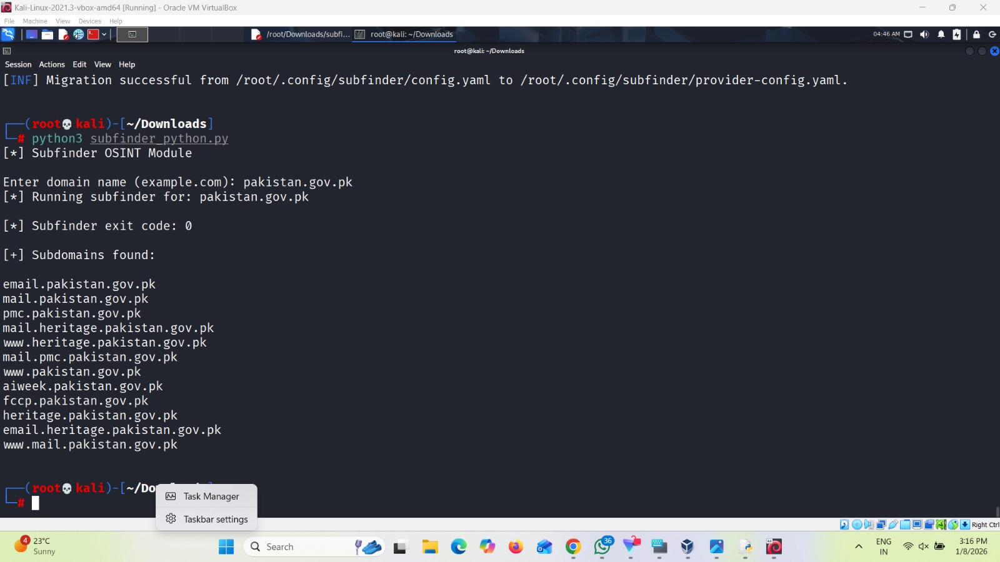 Kali-Linux-2021.3-vbox-amd64 [Running] - Oracle VM VirtualBox
File Machine View Devices Help
/root/Downloads/subfi... root@kali: ~/Downloads 04:46 AM
root@kali: ~/Downloads
Session Actions Edit View Help
[INF] Migration successful from /root/.config/subfinder/config.yaml to /root/.config/subfinder/provider-config.yaml.
(root💀kali)-[~/Downloads]
# python3 subfinder_python.py
[*] Subfinder OSINT Module
Enter domain name (example.com): pakistan.gov.pk
[*] Running subfinder for: pakistan.gov.pk
[*] Subfinder exit code: 0
[+] Subdomains found:
email.pakistan.gov.pk
mail.pakistan.gov.pk
pmc.pakistan.gov.pk
mail.heritage.pakistan.gov.pk
www.heritage.pakistan.gov.pk
mail.pmc.pakistan.gov.pk
www.pakistan.gov.pk
aiweek.pakistan.gov.pk
fccp.pakistan.gov.pk
heritage.pakistan.gov.pk
email.heritage.pakistan.gov.pk
www.mail.pakistan.gov.pk
(root💀kali)-[~/Do
#
Task Manager
Taskbar settings
Right Ctrl
4 23°C
Sunny
Search
36
ENG
IN
3:16 PM
1/8/2026